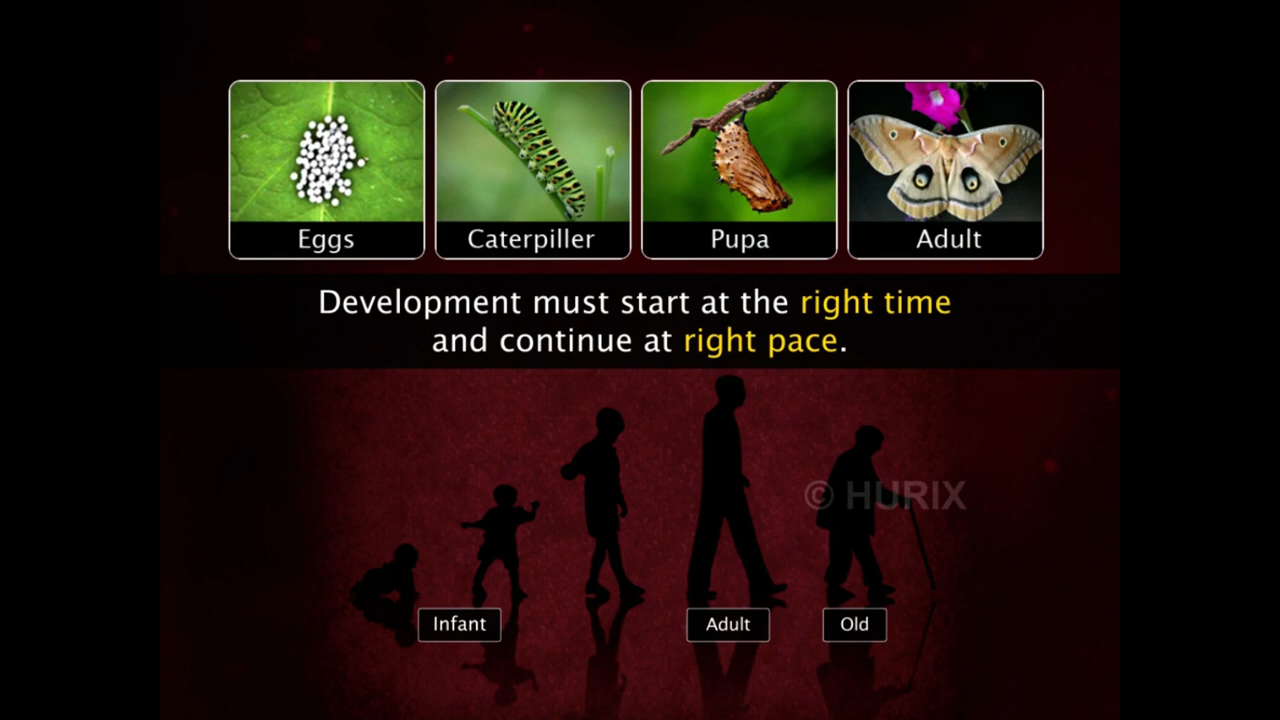 Eggs
Caterpiller
Pupa
Adult
Development must start at the right time
and continue at right pace.
© HURIX
Infant
Adult
Old